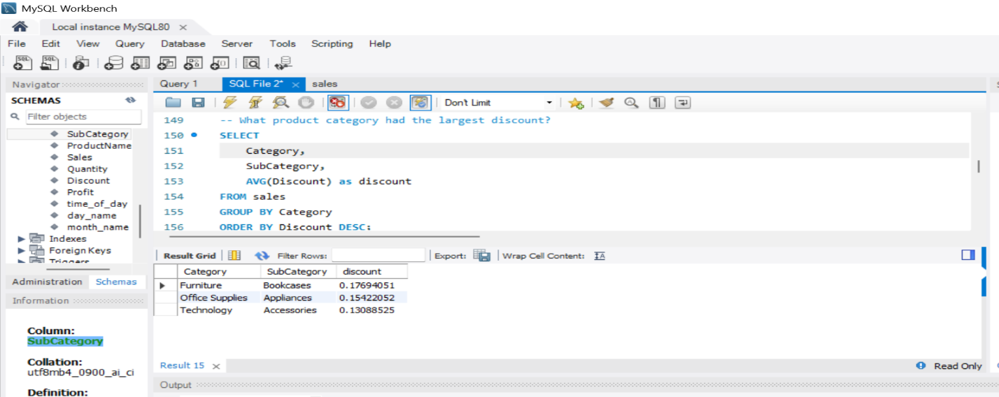 MySQL Workbench
Local instance MySQL80
File Edit View Query Database Server Tools Scripting Help
Navigator
SCHEMAS
Filter objects
SubCategory
ProductName
Sales
Quantity
Discount
Profit
time_of_day
day_name
month_name
Indexes
Foreign Keys
Triggers
Administration Schemas
Information
Column:
SubCategory
Collation:
utf8mb4_0900_ai_ci
Definition:
Query 1 SQL File 2* sales
Don't Limit
149 -- What product category had the largest discount?
150 SELECT
151 Category,
152 SubCategory,
153 AVG(Discount) as discount
154 FROM sales
155 GROUP BY Category
156 ORDER BY Discount DESC;
Result Grid Filter Rows: Export: Wrap Cell Content:
Category SubCategory discount
Furniture Bookcases 0.17694051
Office Supplies Appliances 0.15422052
Technology Accessories 0.13088525
Result 15
Read Only
Output